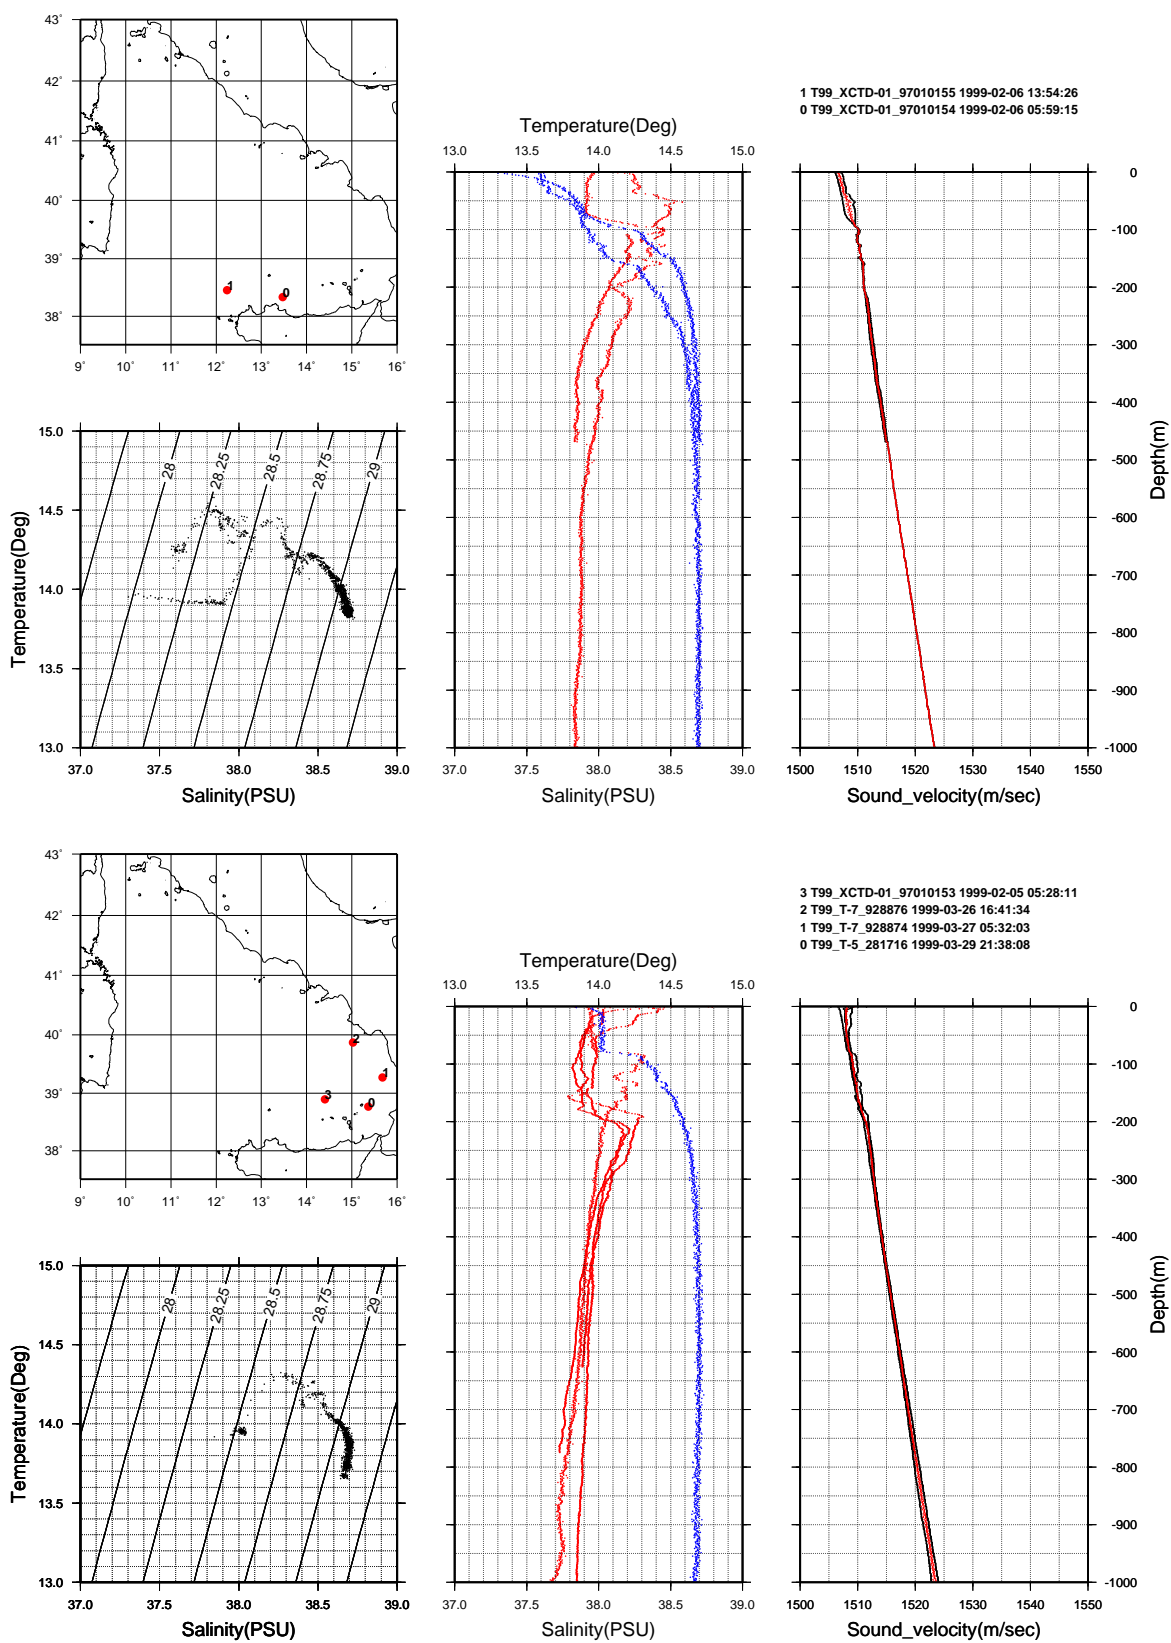 43°
42°
41°
40°
39°
38°
9° 10° 11° 12° 13° 14° 15° 16°
1 0
1 T99_XCTD-01_97010155 1999-02-06 13:54:26
0 T99_XCTD-01_97010154 1999-02-06 05:59:15
Temperature(Deg)
13.0 13.5 14.0 14.5 15.0
0
-100
-200
-300
-400
-500
-600
-700
-800
-900
-1000
Depth(m)
37.0 37.5 38.0 38.5 39.0
Salinity(PSU)
1500 1510 1520 1530 1540 1550
Sound_velocity(m/sec)
15.0
14.5
14.0
13.5
13.0
Temperature(Deg)
28 28.25 28.5 28.75 29
37.0 37.5 38.0 38.5 39.0
Salinity(PSU)
43°
42°
41°
40°
39°
38°
9° 10° 11° 12° 13° 14° 15° 16°
2
1
3 0
3 T99_XCTD-01_97010153 1999-02-05 05:28:11
2 T99_T-7_928876 1999-03-26 16:41:34
1 T99_T-7_928874 1999-03-27 05:32:03
0 T99_T-5_281716 1999-03-29 21:38:08
Temperature(Deg)
13.0 13.5 14.0 14.5 15.0
0
-100
-200
-300
-400
-500
-600
-700
-800
-900
-1000
Depth(m)
37.0 37.5 38.0 38.5 39.0
Salinity(PSU)
1500 1510 1520 1530 1540 1550
Sound_velocity(m/sec)
15.0
14.5
14.0
13.5
13.0
Temperature(Deg)
28 28.25 28.5 28.75 29
37.0 37.5 38.0 38.5 39.0
Salinity(PSU)